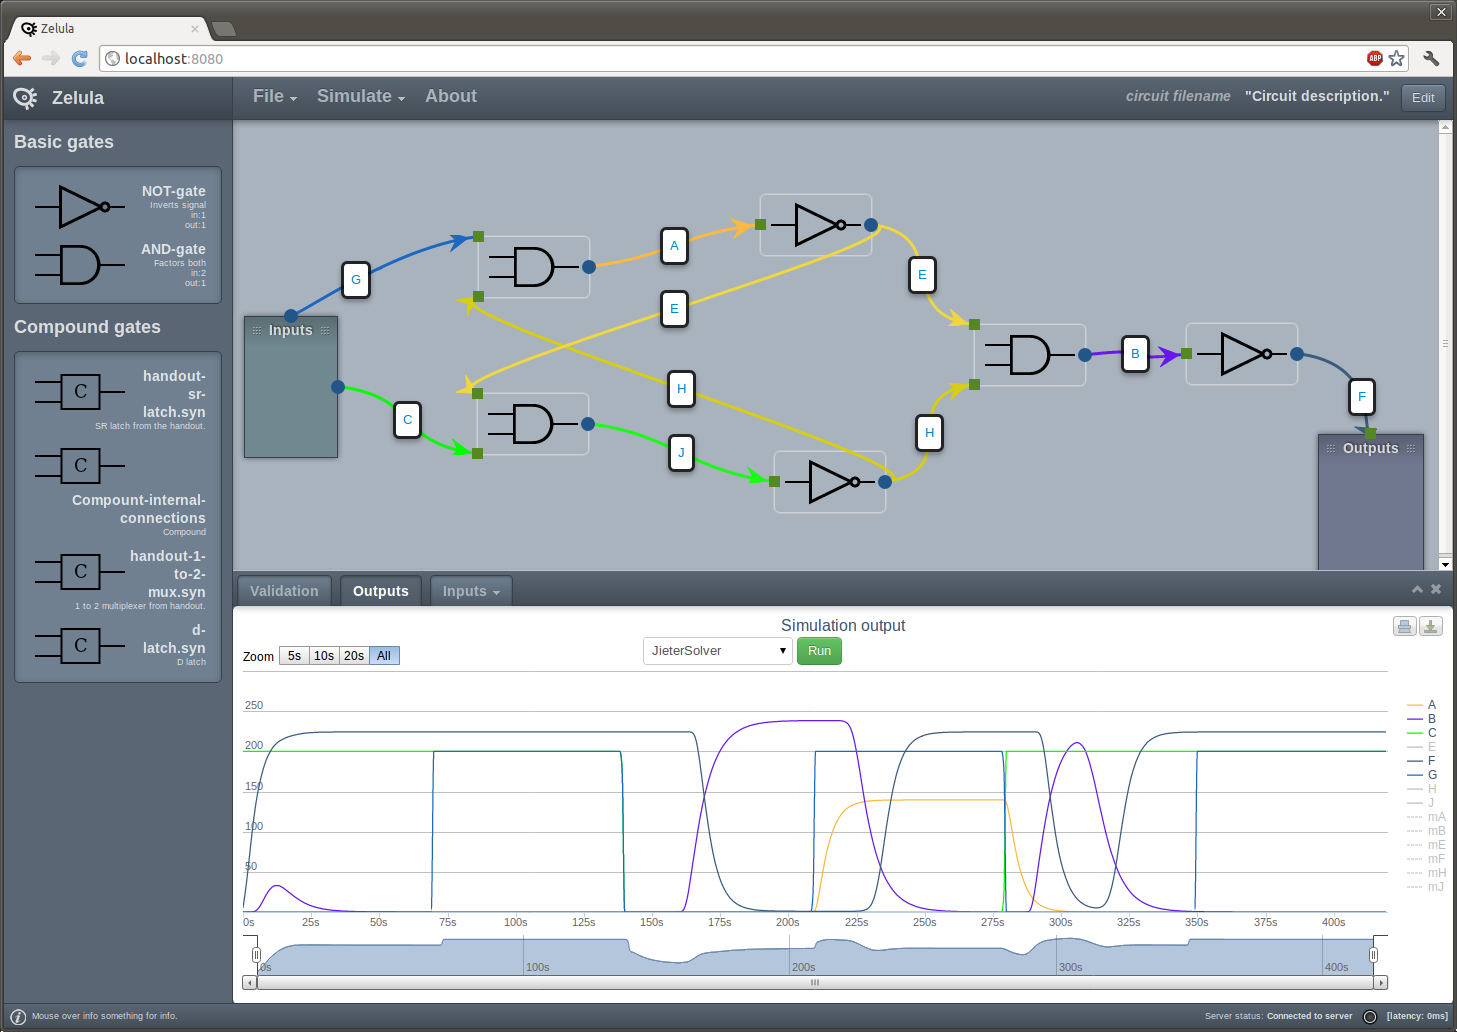 Zelula
localhost:8080
ABP
Zelula
File
Simulate
About
circuit filename
"Circuit description."
Edit
Basic gates
NOT-gate
Inverts signal
in:1
out:1
AND-gate
Factors both
in:2
out:1
Compound gates
C
handout-
sr-
latch.syn
SR latch from the handout.
C
Compount-internal-
connections
Compound
C
handout-1-
to-2-
mux.syn
1 to 2 multiplexer from handout.
C
d-
latch.syn
D latch
G
A
E
E
Inputs
H
C
H
J
B
F
Outputs
Validation
Outputs
Inputs
Simulation output
Zoom 5s 10s 20s All
JieterSolver
Run
250
200
150
100
50
0s 25s 50s 75s 100s 125s 150s 175s 200s 225s 250s 275s 300s 325s 350s 375s 400s
A
B
C
E
F
G
H
J
mA
mB
mE
mF
mH
mJ
0s 100s 200s 300s 400s
Mouse over info something for info.
Server status: Connected to server
[latency: 0ms]